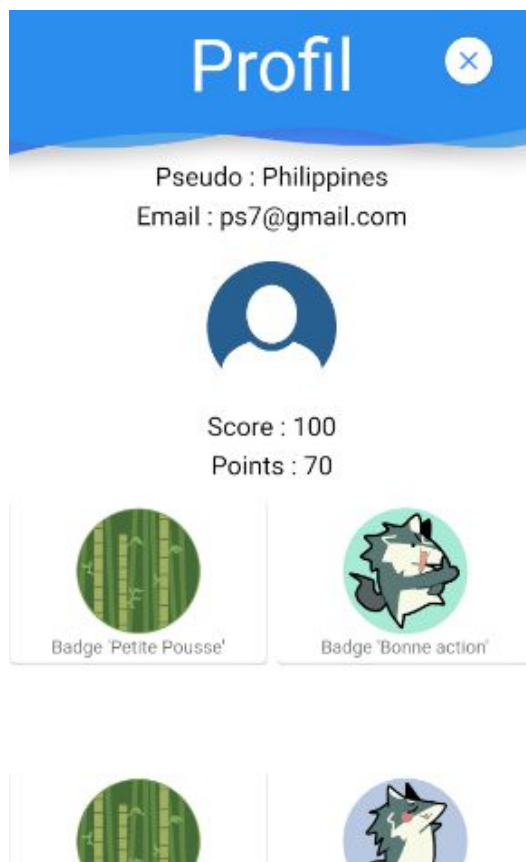 Profil
Pseudo : Philippines
Email : ps7@gmail.com
Score : 100
Points : 70
Badge 'Petite Pousse'
Badge 'Bonne action'